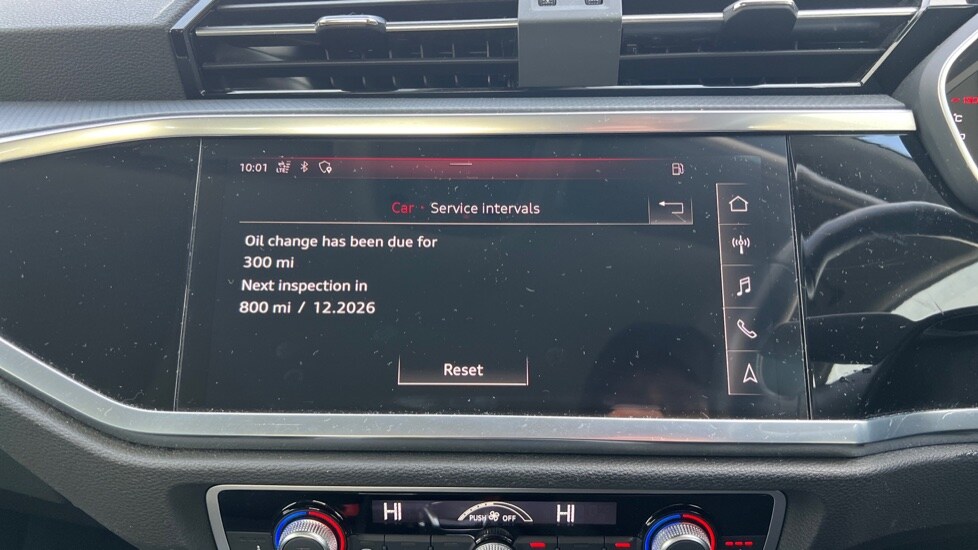 10:01
Car Service intervals
Oil change has been due for
300 mi
Next inspection in
800 mi / 12.2026
Reset
HI PUSH OFF HI